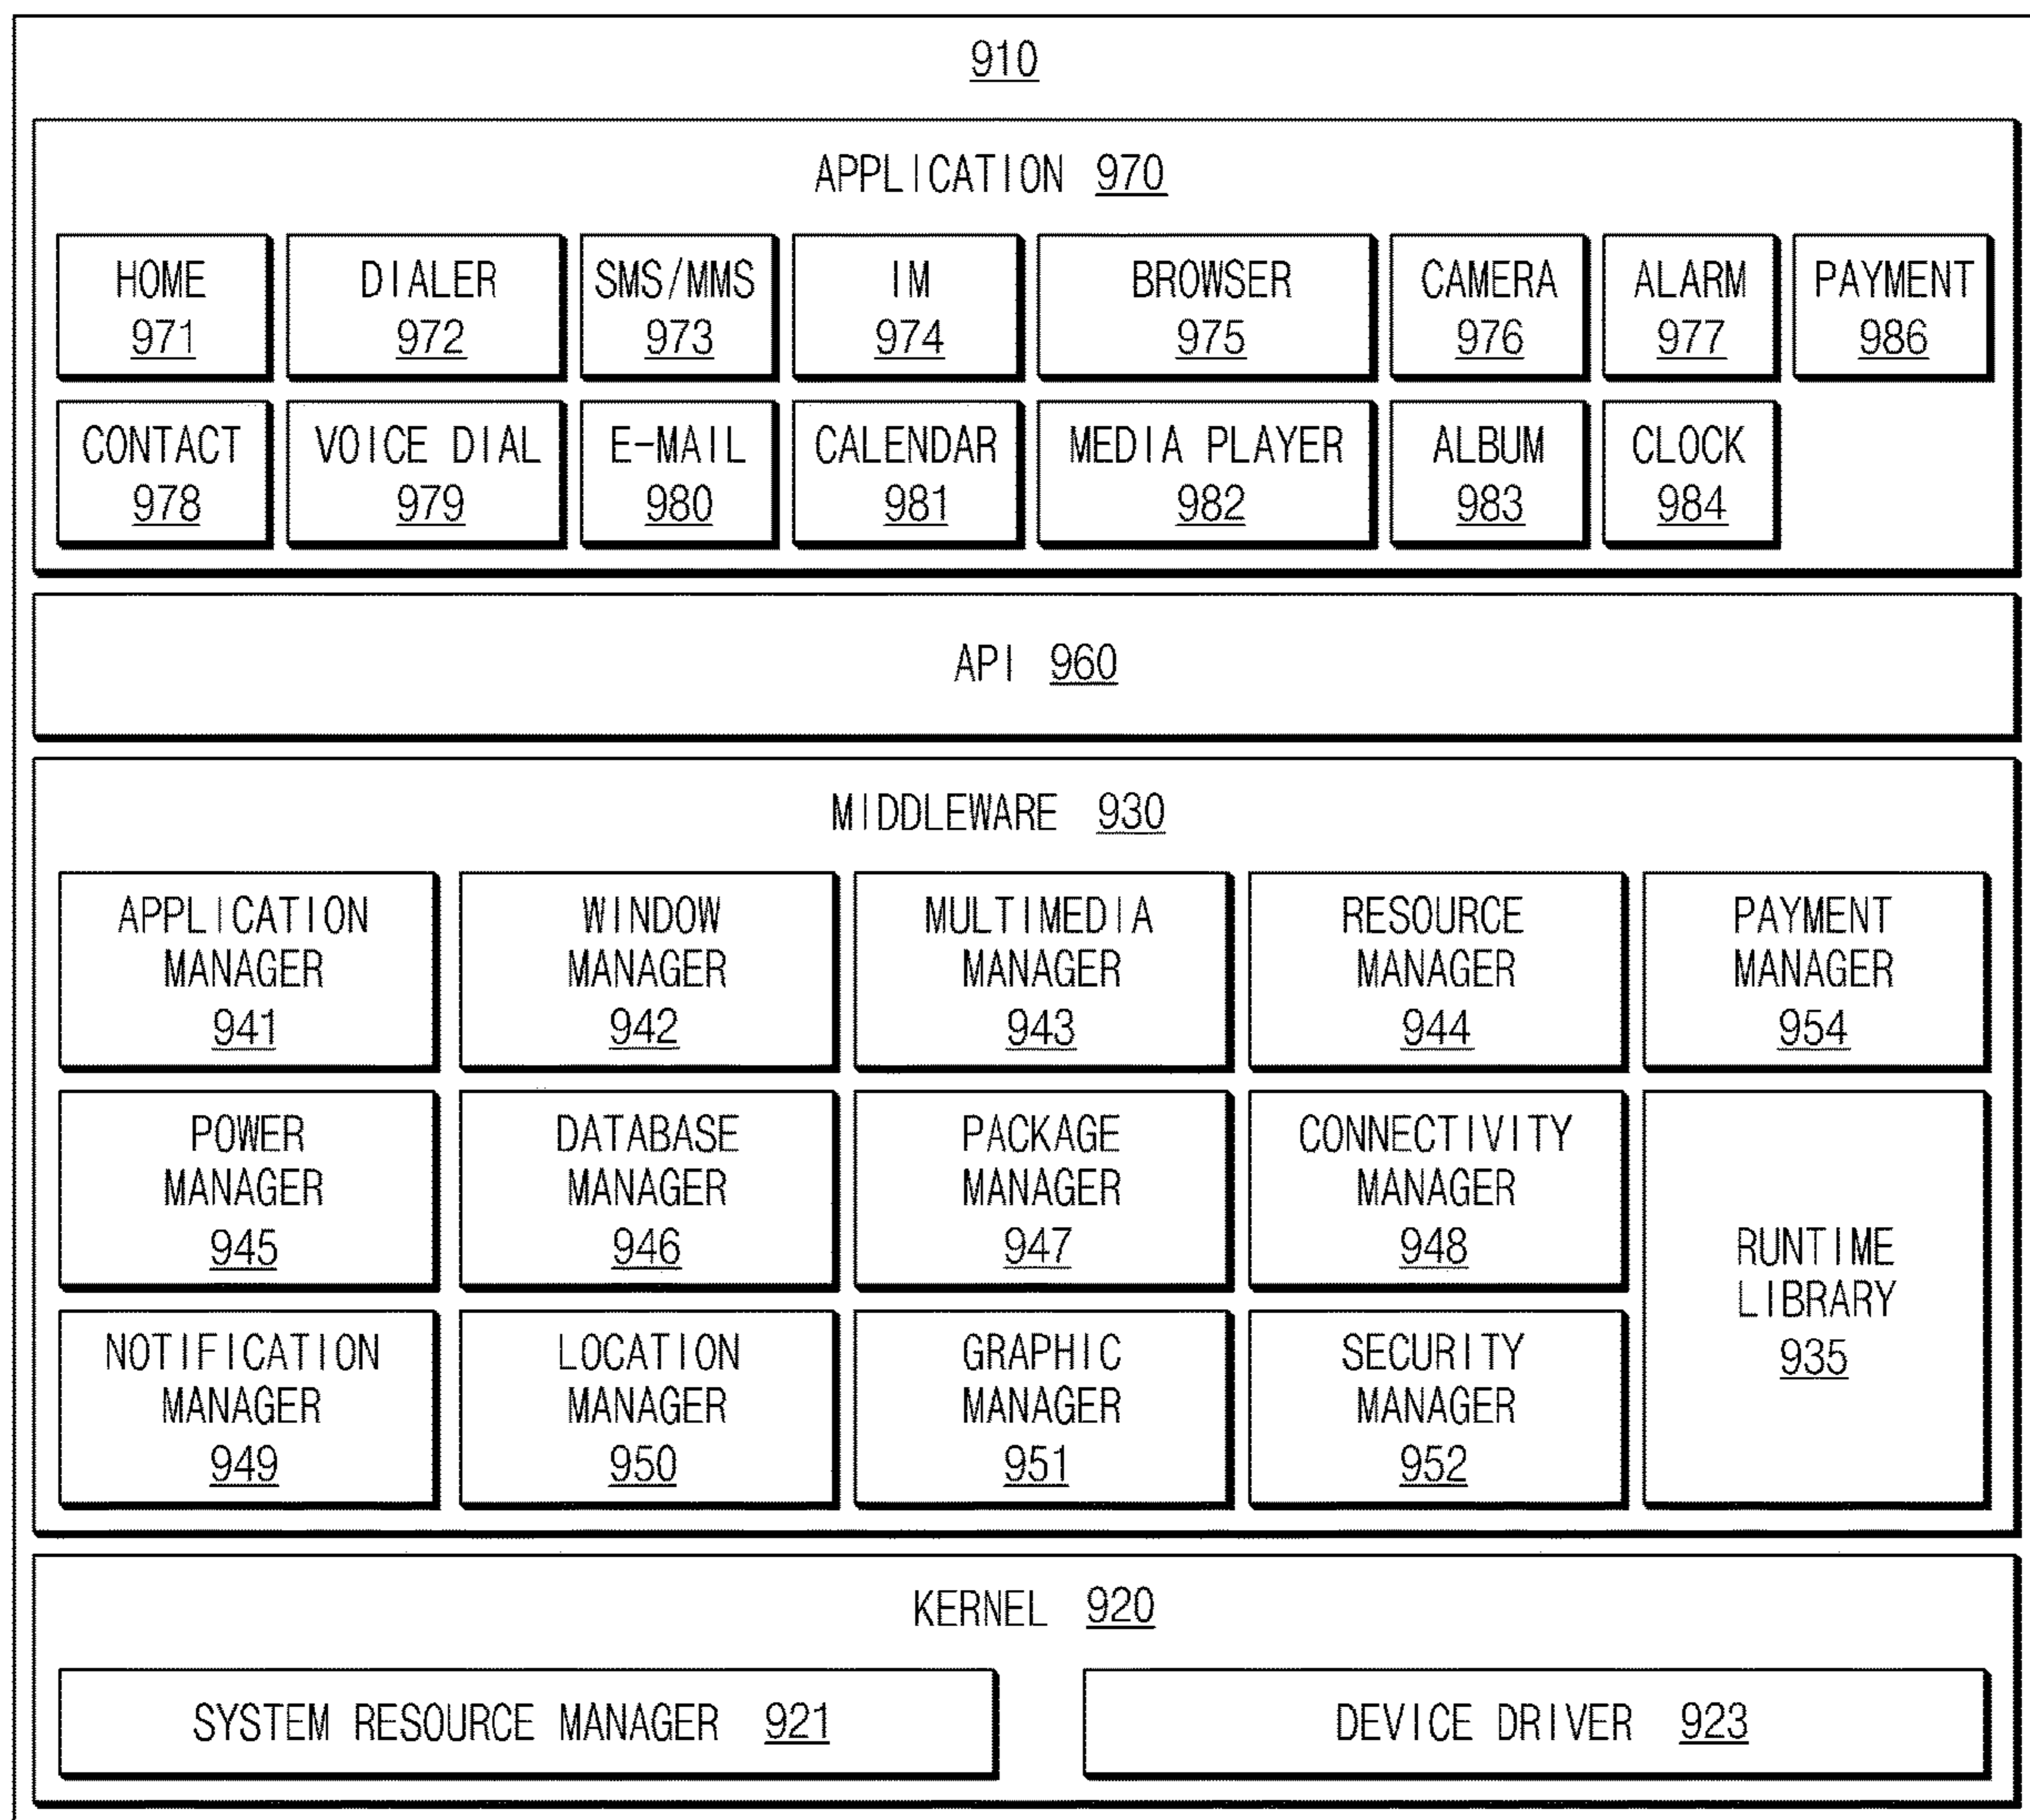 910
APPLICATION 970
HOME
971
DIALER
972
SMS/MMS
973
IM
974
BROWSER
975
CAMERA
976
ALARM
977
PAYMENT
986
CONTACT
978
VOICE DIAL
979
E-MAIL
980
CALENDAR
981
MEDIA PLAYER
982
ALBUM
983
CLOCK
984
API 960
MIDDLEWARE 930
APPLICATION
MANAGER
941
WINDOW
MANAGER
942
MULTIMEDIA
MANAGER
943
RESOURCE
MANAGER
944
PAYMENT
MANAGER
954
POWER
MANAGER
945
DATABASE
MANAGER
946
PACKAGE
MANAGER
947
CONNECTIVITY
MANAGER
948
RUNTIME
LIBRARY
935
NOTIFICATION
MANAGER
949
LOCATION
MANAGER
950
GRAPHIC
MANAGER
951
SECURITY
MANAGER
952
KERNEL 920
SYSTEM RESOURCE MANAGER 921
DEVICE DRIVER 923